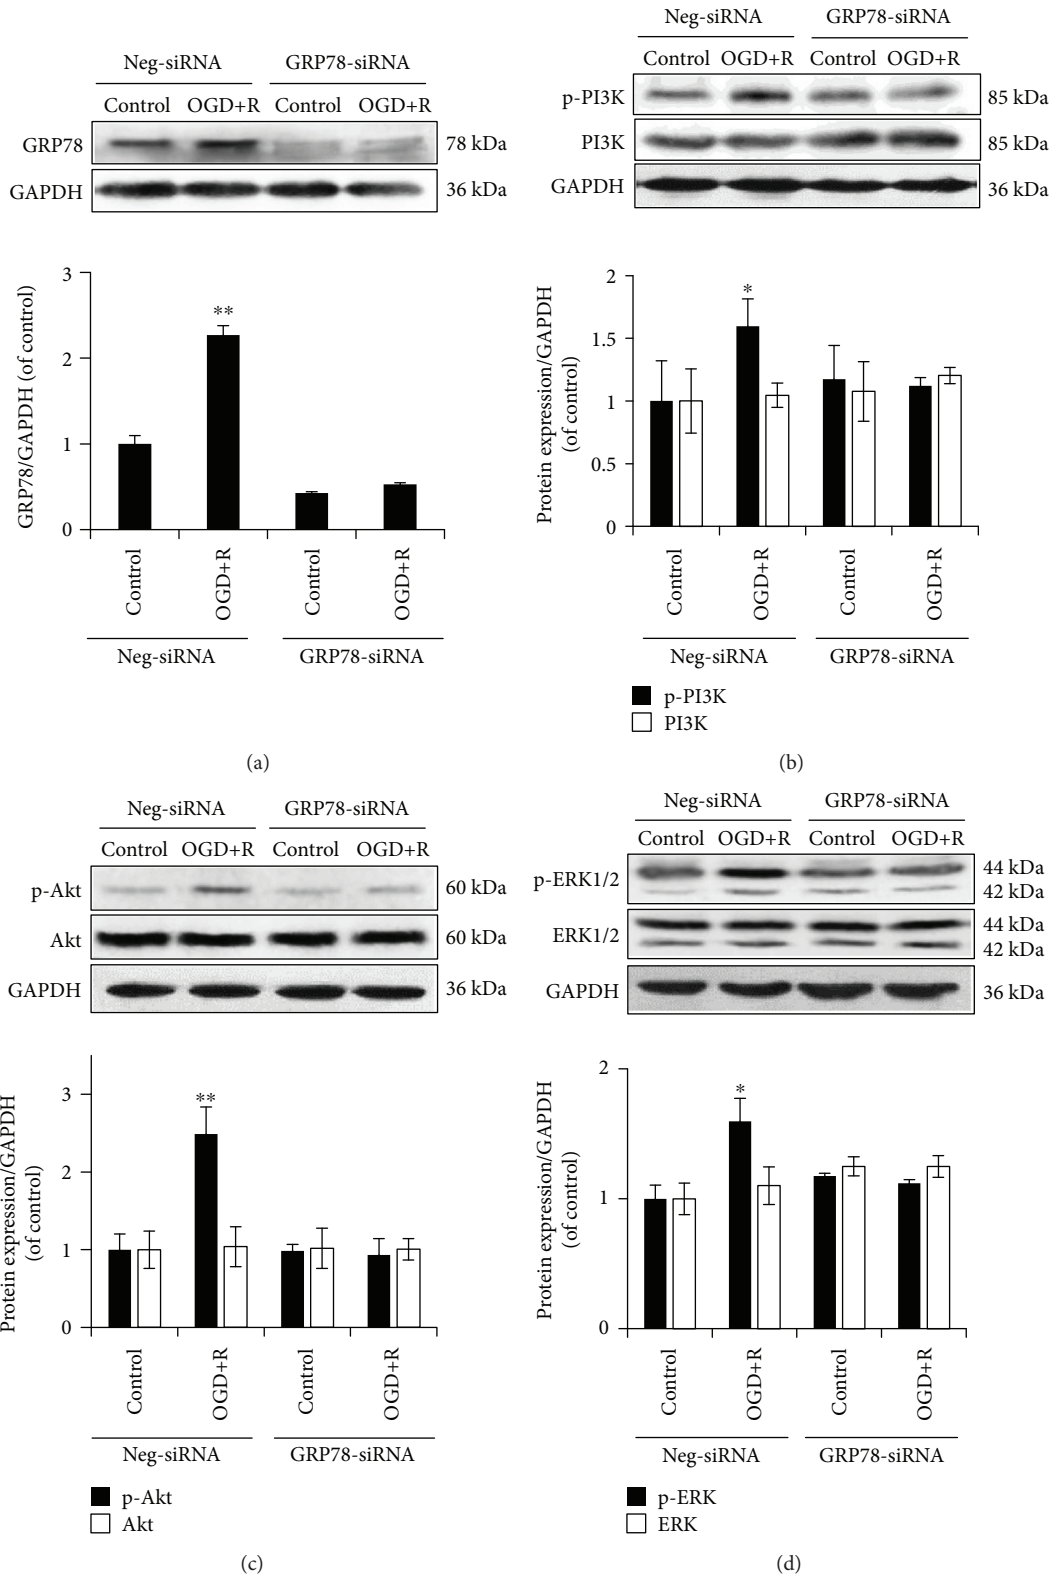 Neg-siRNA GRP78-siRNA
Control OGD+R Control OGD+R
GRP78 78 kDa
GAPDH 36 kDa
3
2
1
0
GRP78/GAPDH (of control)
**
Control OGD+R Control OGD+R
Neg-siRNA GRP78-siRNA
(a)
Neg-siRNA GRP78-siRNA
Control OGD+R Control OGD+R
p-PI3K 85 kDa
PI3K 85 kDa
GAPDH 36 kDa
2
1.5
1
0.5
0
Protein expression/GAPDH
(of control)
*
Control OGD+R Control OGD+R
Neg-siRNA GRP78-siRNA
p-PI3K
PI3K
(b)
Neg-siRNA GRP78-siRNA
Control OGD+R Control OGD+R
p-Akt 60 kDa
Akt 60 kDa
GAPDH 36 kDa
3
2
1
0
Protein expression/GAPDH
(of control)
**
Control OGD+R Control OGD+R
Neg-siRNA GRP78-siRNA
p-Akt
Akt
(c)
Neg-siRNA GRP78-siRNA
Control OGD+R Control OGD+R
p-ERK1/2 44 kDa
42 kDa
ERK1/2 44 kDa
42 kDa
GAPDH 36 kDa
2
1
0
Protein expression/GAPDH
(of control)
*
Control OGD+R Control OGD+R
Neg-siRNA GRP78-siRNA
p-ERK
ERK
(d)